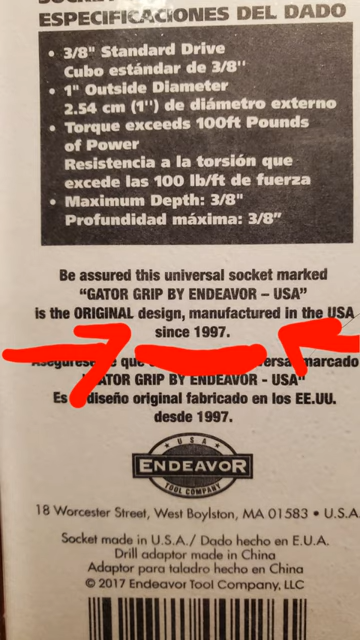 ESPECIFICACIONES DEL DADO
• 3/8" Standard Drive
Cubo estándar de 3/8''
• 1" Outside Diameter
2.54 cm (1'') de diámetro externo
• Torque exceeds 100ft Pounds
of Power
Resistencia a la torsión que
excede las 100 lb/ft de fuerza
• Maximum Depth: 3/8"
Profundidad máxima: 3/8”
Be assured this universal socket marked
“GATOR GRIP BY ENDEAVOR – USA”
is the ORIGINAL design, manufactured in the USA
since 1997.
que marcado
GRIP BY ENDEAVOR - USA"
Es diseño original fabricado en los EE.UU.
desde 1997.
U S A
ENDEAVOR
TOOL COMPANY
18 Worcester Street, West Boylston, MA 01583 • U.S.A.
Socket made in U.S.A./ Dado hecho en E.U.A.
Drill adaptor made in China
Adaptor para taladro hecho en China
© 2017 Endeavor Tool Company, LLC